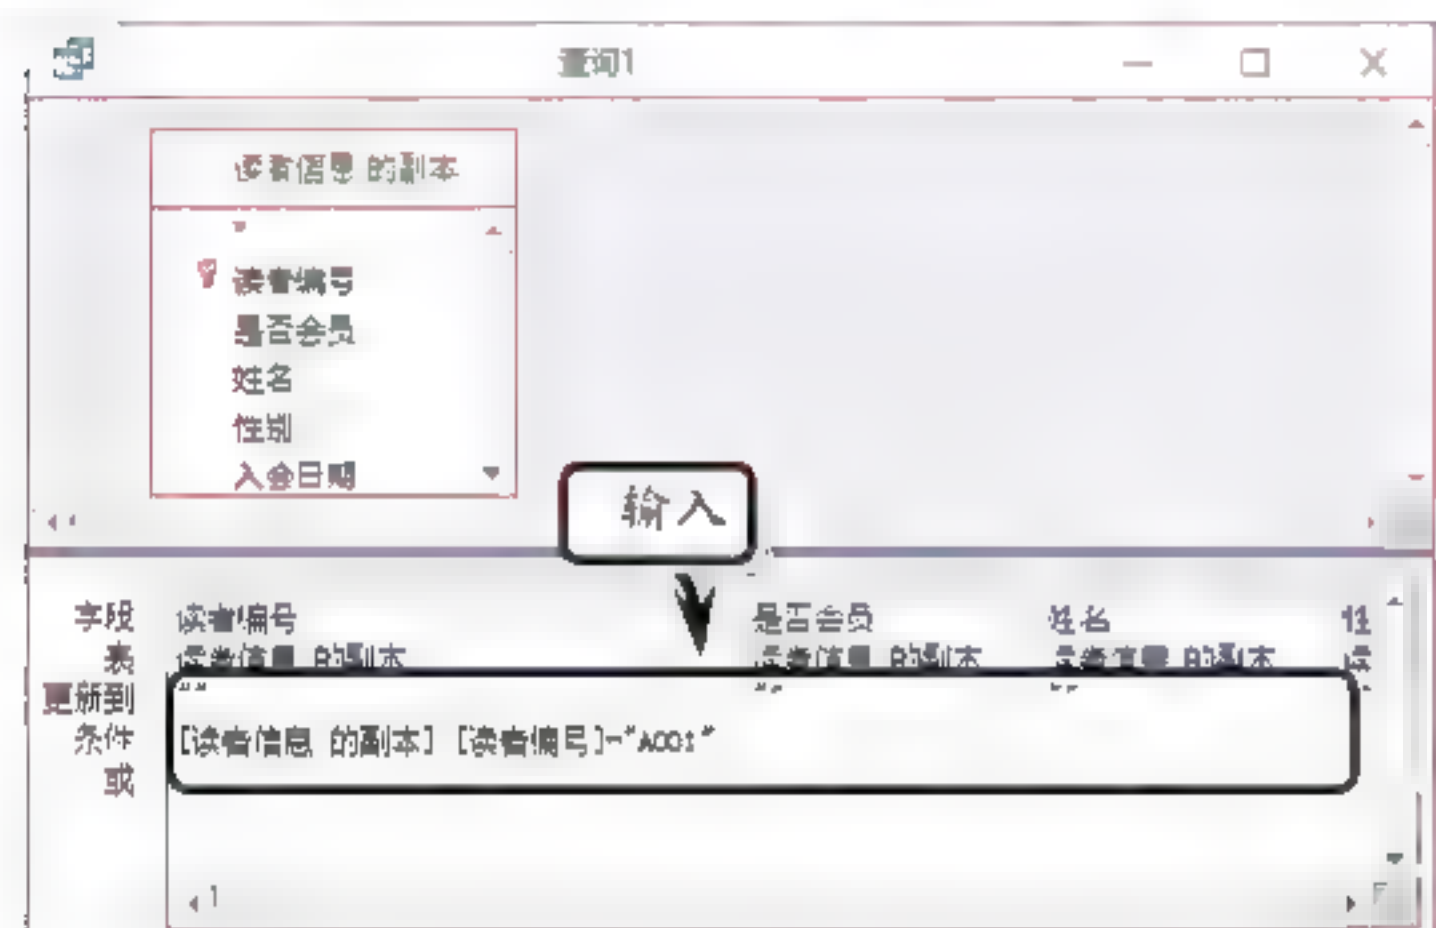 查询1
读者信息 的副本
*
读者编号
是否会员
姓名
性别
入会日期
输入
字段 读者编号 是否会员 姓名 性
表 读者信息 的副本 读者信息 的副本 读者信息 的副本 读
更新到 "" "" ""
条件 [读者信息 的副本] [读者编号]="A001"
或